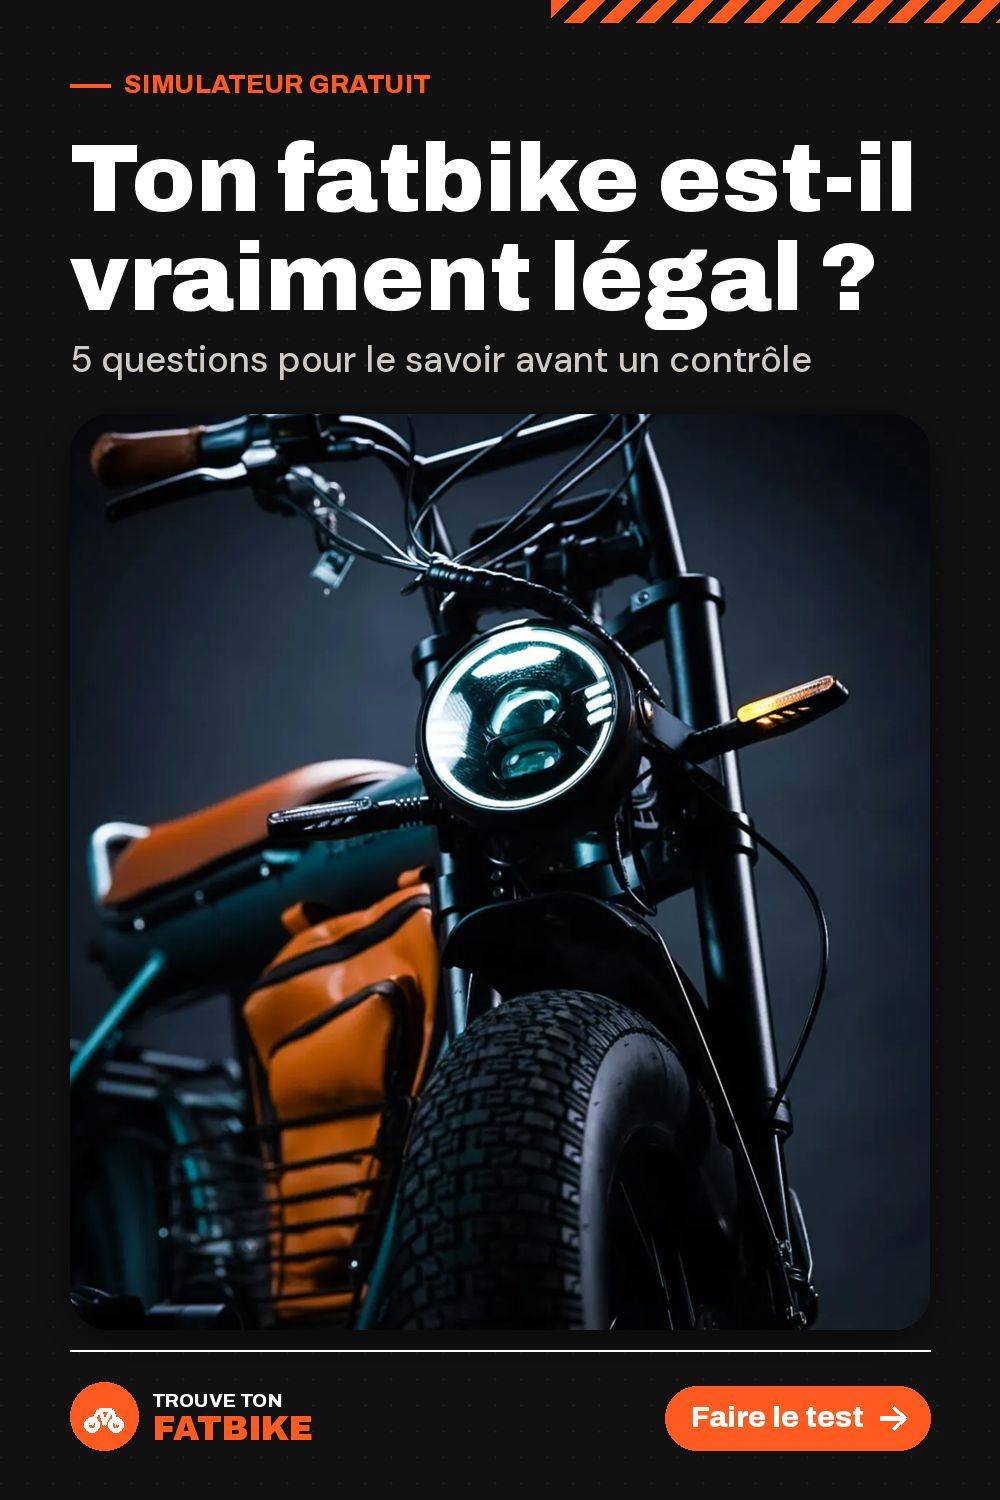 SIMULATEUR GRATUIT
Ton fatbike est-il
vraiment légal ?
5 questions pour le savoir avant un contrôle
TROUVE TON
FATBIKE
Faire le test →